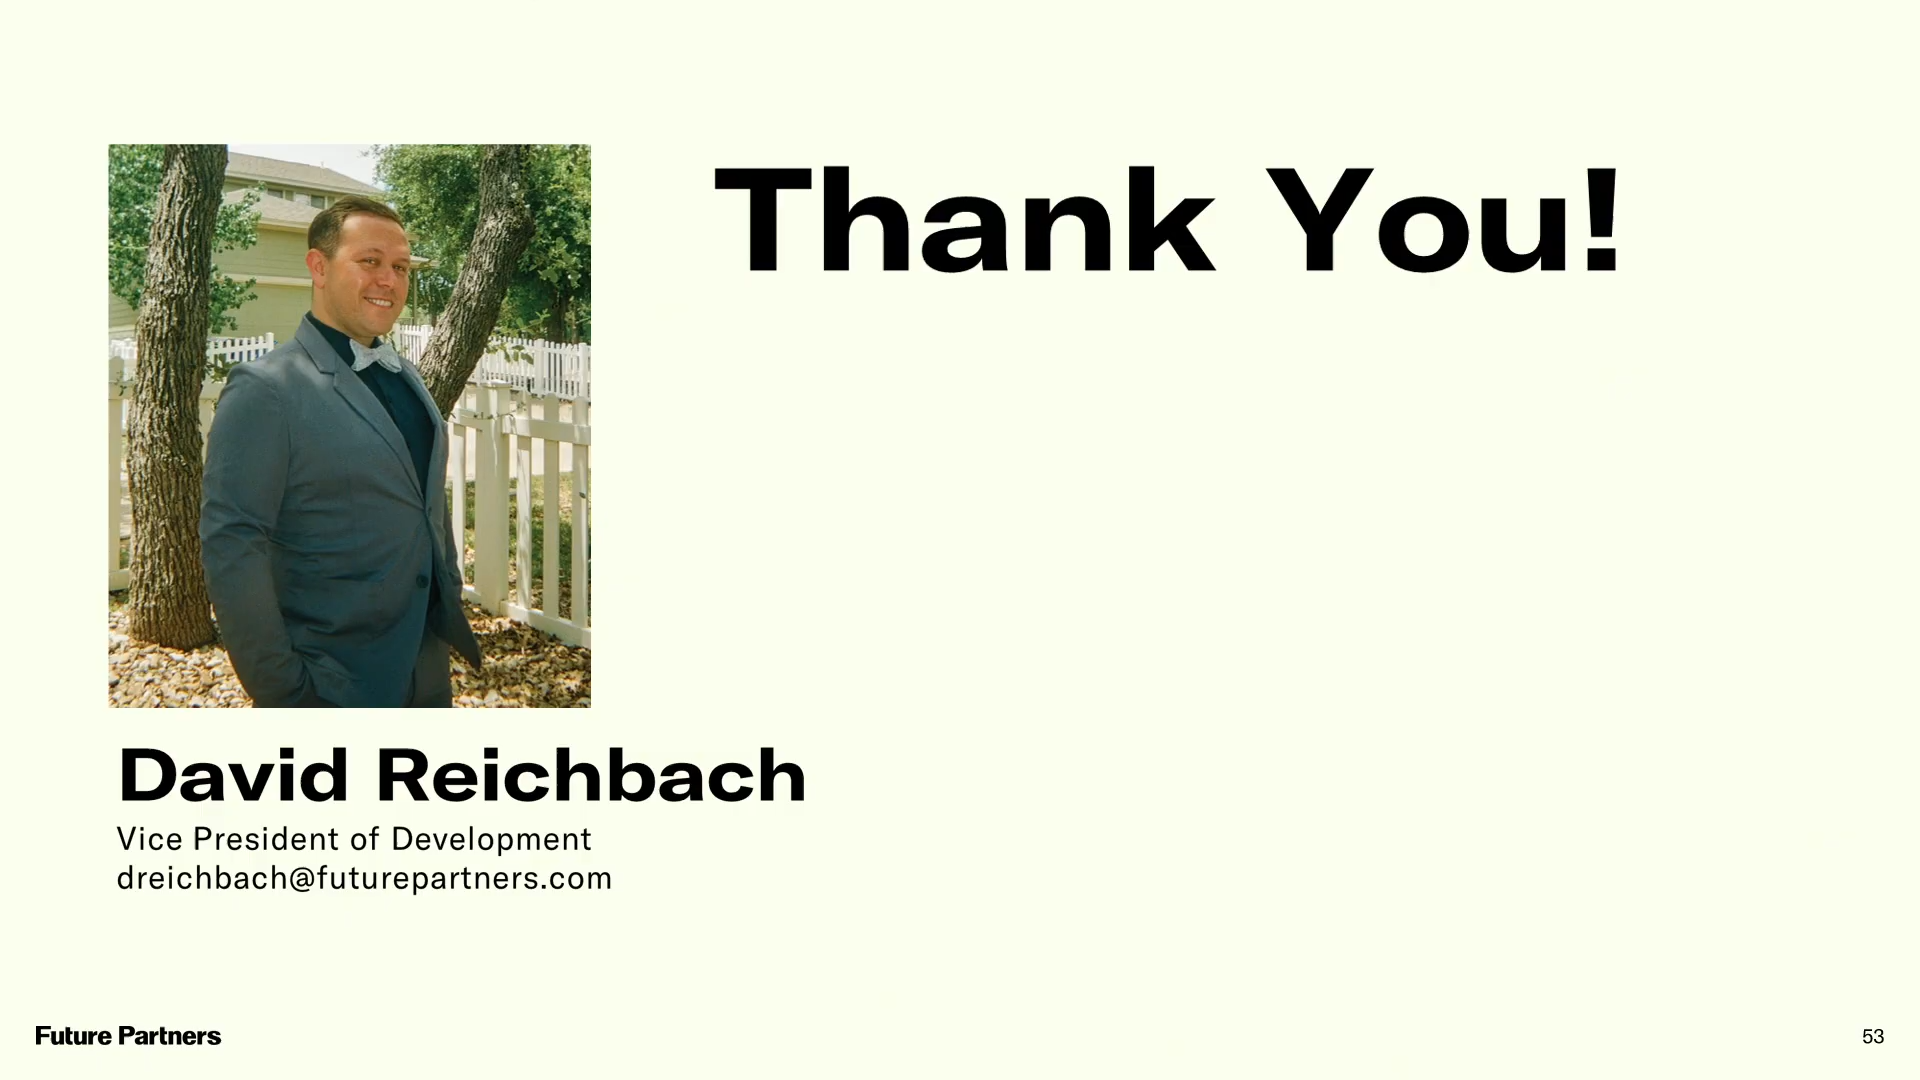 Thank You!
David Reichbach
Vice President of Development
dreichbach@futurepartners.com
Future Partners
53